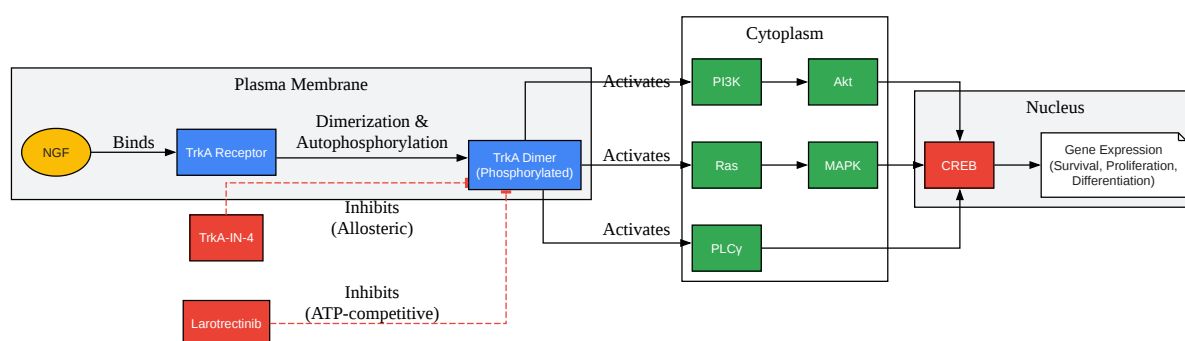 Cytoplasm
Plasma Membrane
Nucleus
NGF
Binds
TrkA Receptor
Dimerization &
Autophosphorylation
TrkA Dimer
(Phosphorylated)
Activates
PI3K
Akt
Activates
Ras
MAPK
Activates
PLCγ
CREB
Gene Expression
(Survival, Proliferation,
Differentiation)
TrkA-IN-4
Inhibits
(Allosteric)
Larotrectinib
Inhibits
(ATP-competitive)